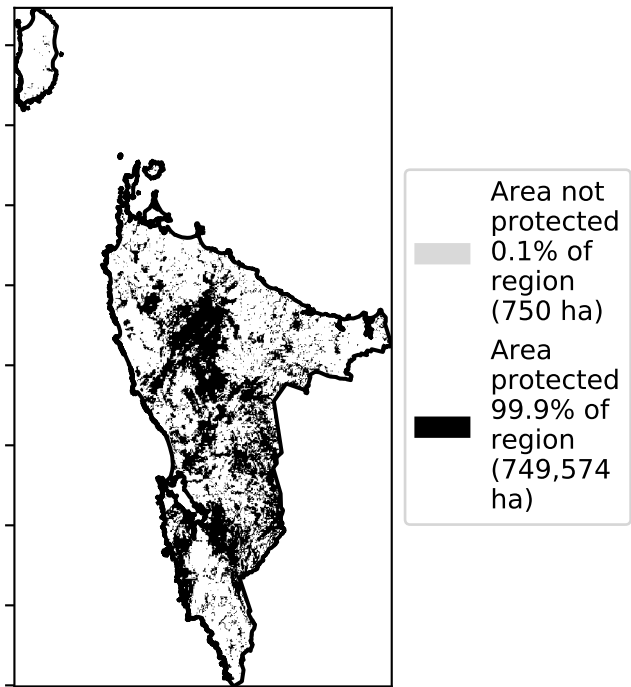 Area not
protected
0.1% of
region
(750 ha)
Area
protected
99.9% of
region
(749,574
ha)